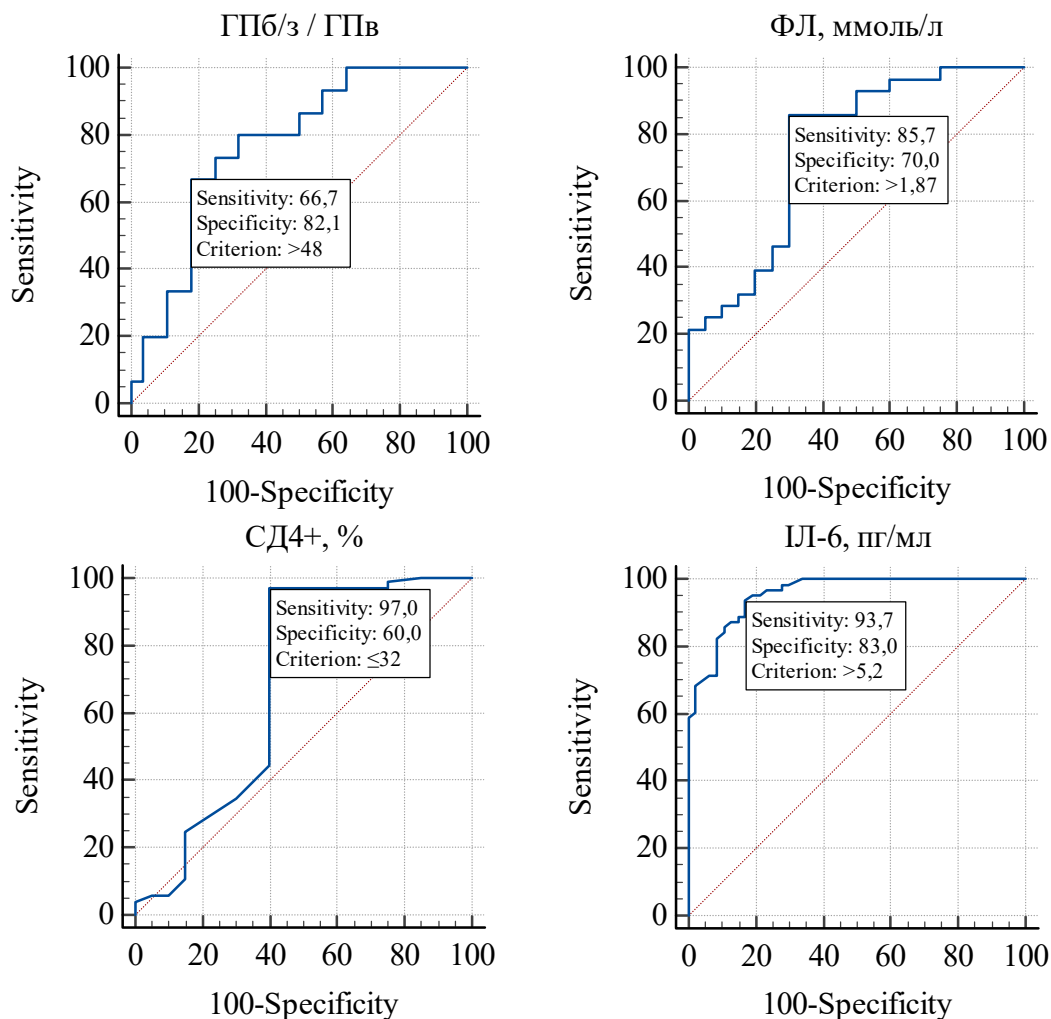 ГПб/з / ГПв
100
80
60
40
20
0
Sensitivity
Sensitivity: 66,7
Specificity: 82,1
Criterion: >48
0 20 40 60 80 100
100-Specificity
ФЛ, ммоль/л
100
80
60
40
20
0
Sensitivity
Sensitivity: 85,7
Specificity: 70,0
Criterion: >1,87
0 20 40 60 80 100
100-Specificity
СД4+, %
100
80
60
40
20
0
Sensitivity
Sensitivity: 97,0
Specificity: 60,0
Criterion: ≤32
0 20 40 60 80 100
100-Specificity
ІЛ-6, пг/мл
100
80
60
40
20
0
Sensitivity
Sensitivity: 93,7
Specificity: 83,0
Criterion: >5,2
0 20 40 60 80 100
100-Specificity